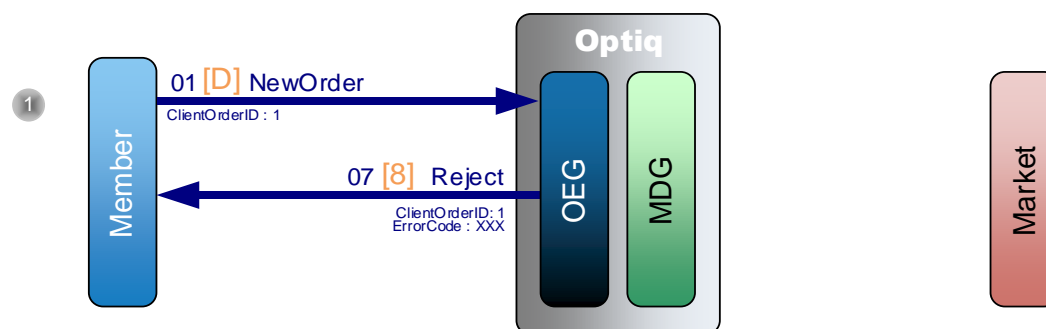 Optiq
1
01 [D] NewOrder
ClientOrderID : 1
Member
07 [8] Reject
ClientOrderID: 1
ErrorCode : XXX
OEG
MDG
Market